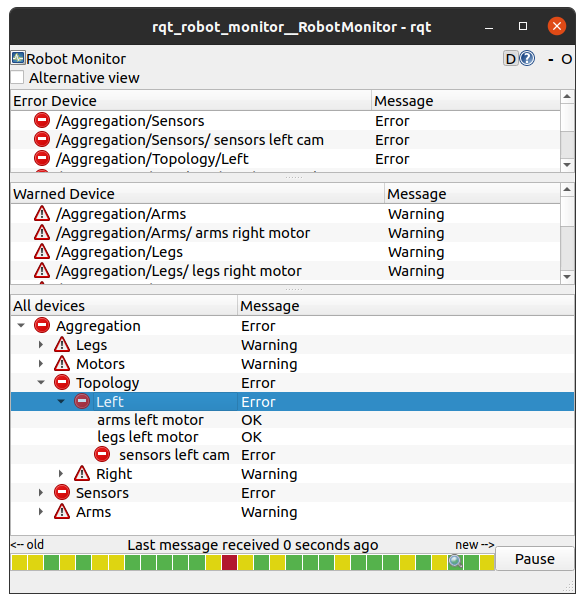 rqt_robot_monitor__RobotMonitor - rqt
Robot Monitor D ? - O
Alternative view
Error Device Message
/Aggregation/Sensors Error
/Aggregation/Sensors/ sensors left cam Error
/Aggregation/Topology/Left Error
Warned Device Message
/Aggregation/Arms Warning
/Aggregation/Arms/ arms right motor Warning
/Aggregation/Legs Warning
/Aggregation/Legs/ legs right motor Warning
All devices Message
Aggregation Error
Legs Warning
Motors Warning
Topology Error
Left Error
arms left motor OK
legs left motor OK
sensors left cam Error
Right Warning
Sensors Error
Arms Warning
<-- old Last message received 0 seconds ago new -->
Pause